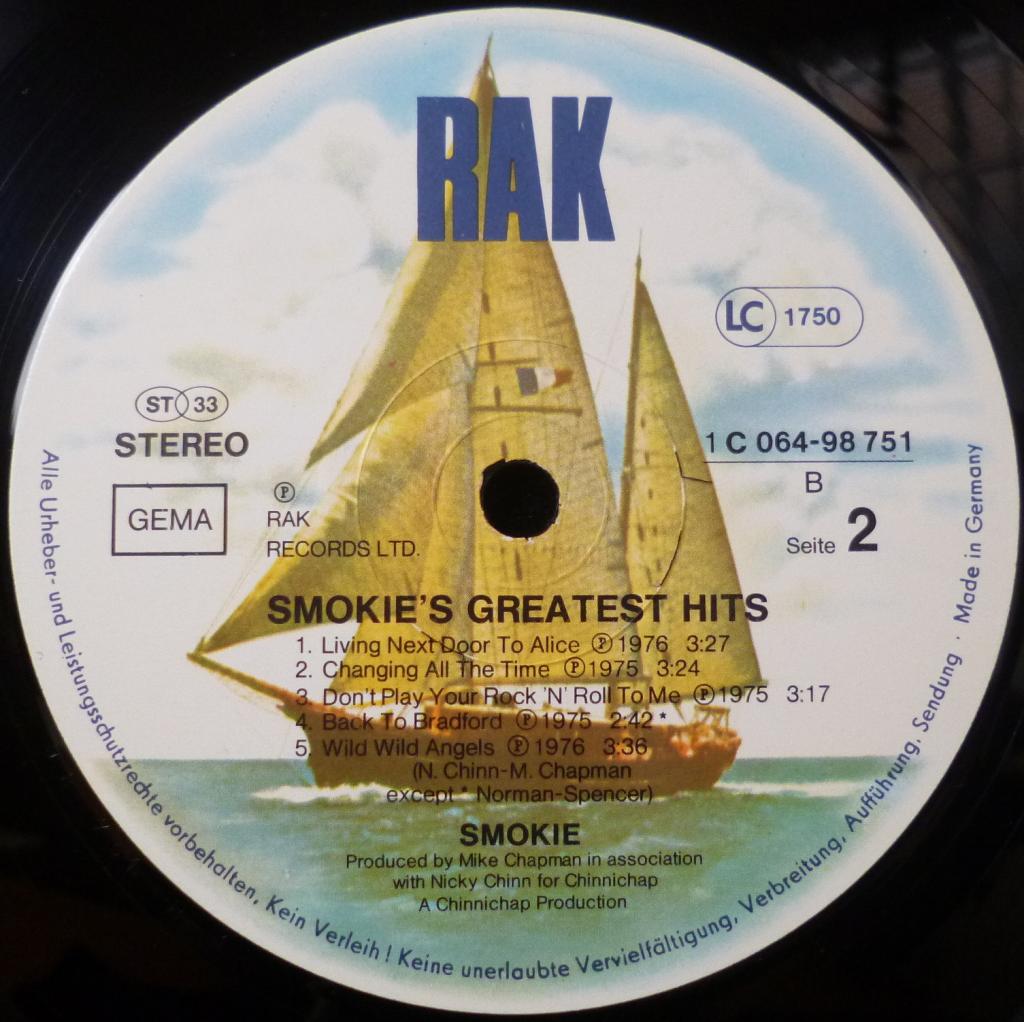 RAK
LC 1750
ST 33
STEREO
GEMA
℗
RAK
RECORDS LTD.
1 C 064-98 751
B
Seite 2
SMOKIE'S GREATEST HITS
1. Living Next Door To Alice ℗ 1976 3:27
2. Changing All The Time ℗ 1975 3:24
3. Don't Play Your Rock 'N' Roll To Me ℗ 1975 3:17
4. Back To Bradford ℗ 1975 2:42 *
5. Wild Wild Angels ℗ 1976 3:36
(N. Chinn-M. Chapman
except * Norman-Spencer)
SMOKIE
Produced by Mike Chapman in association
with Nicky Chinn for Chinnichap
A Chinnichap Production
Alle Urheber- und Leistungsschutzrechte vorbehalten, Kein Verleih! Keine unerlaubte Vervielfältigung, Verbreitung, Aufführung, Sendung · Made in Germany